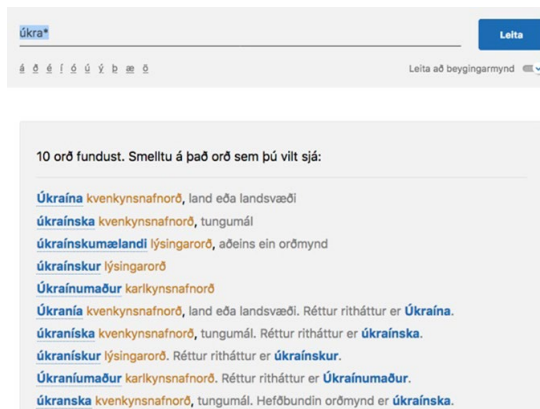 úkra*
Leita
á ð é í ó ú ý þ æ ö
Leita að beygingarmynd
10 orð fundust. Smelltu á það orð sem þú vilt sjá:
Úkraína kvenkynsnafnorð, land eða landsvæði
úkraínska kvenkynsnafnorð, tungumál
úkraínskumælandi lýsingarorð, aðeins ein orðmynd
úkraínskur lýsingarorð
Úkraínumaður karlkynsnafnorð
Úkranía kvenkynsnafnorð, land eða landsvæði. Réttur ritháttur er Úkraína.
úkraníska kvenkynsnafnorð, tungumál. Réttur ritháttur er úkraínska.
úkranískur lýsingarorð. Réttur ritháttur er úkraínskur.
Úkraníumaður karlkynsnafnorð. Réttur ritháttur er Úkraínumaður.
úkranska kvenkynsnafnorð, tungumál. Hefðbundin orðmynd er úkraínska.